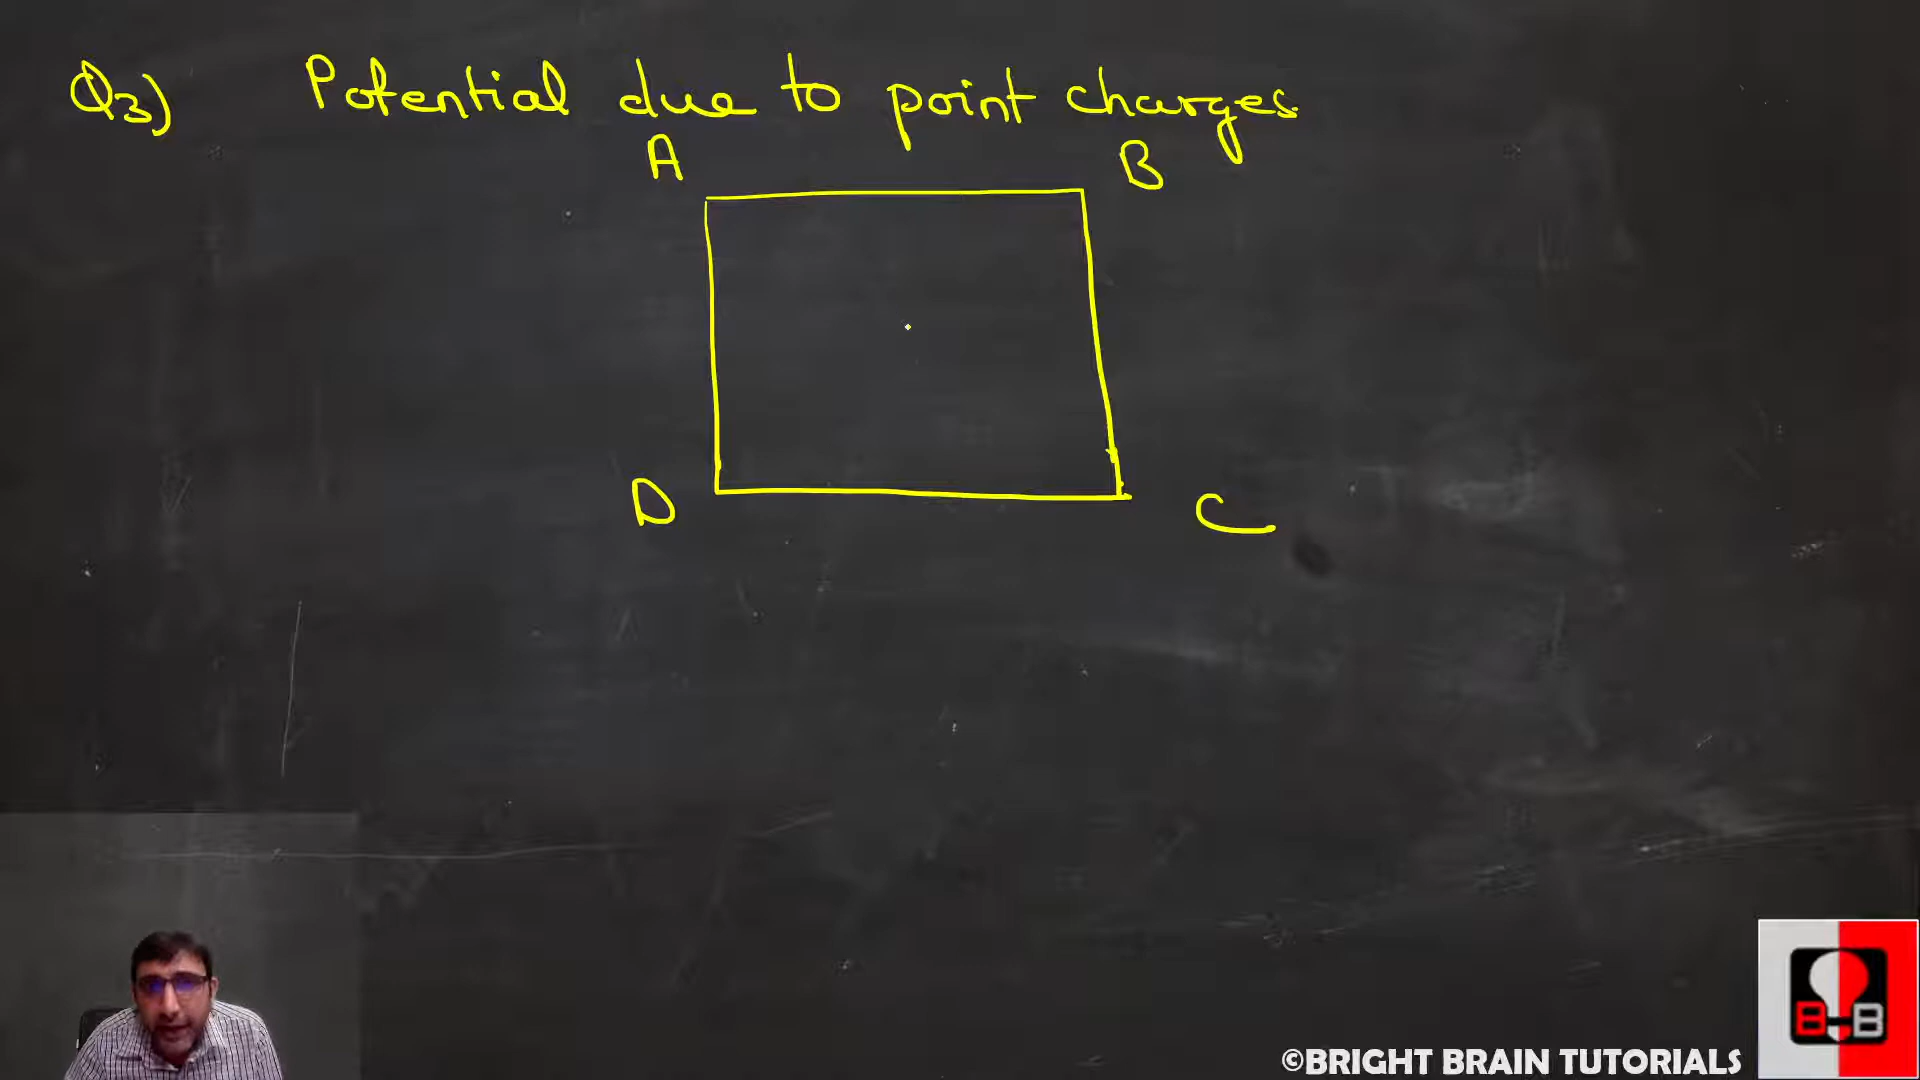 Q3) Potential due to point charges.
A B
D C
B B
©BRIGHT BRAIN TUTORIALS